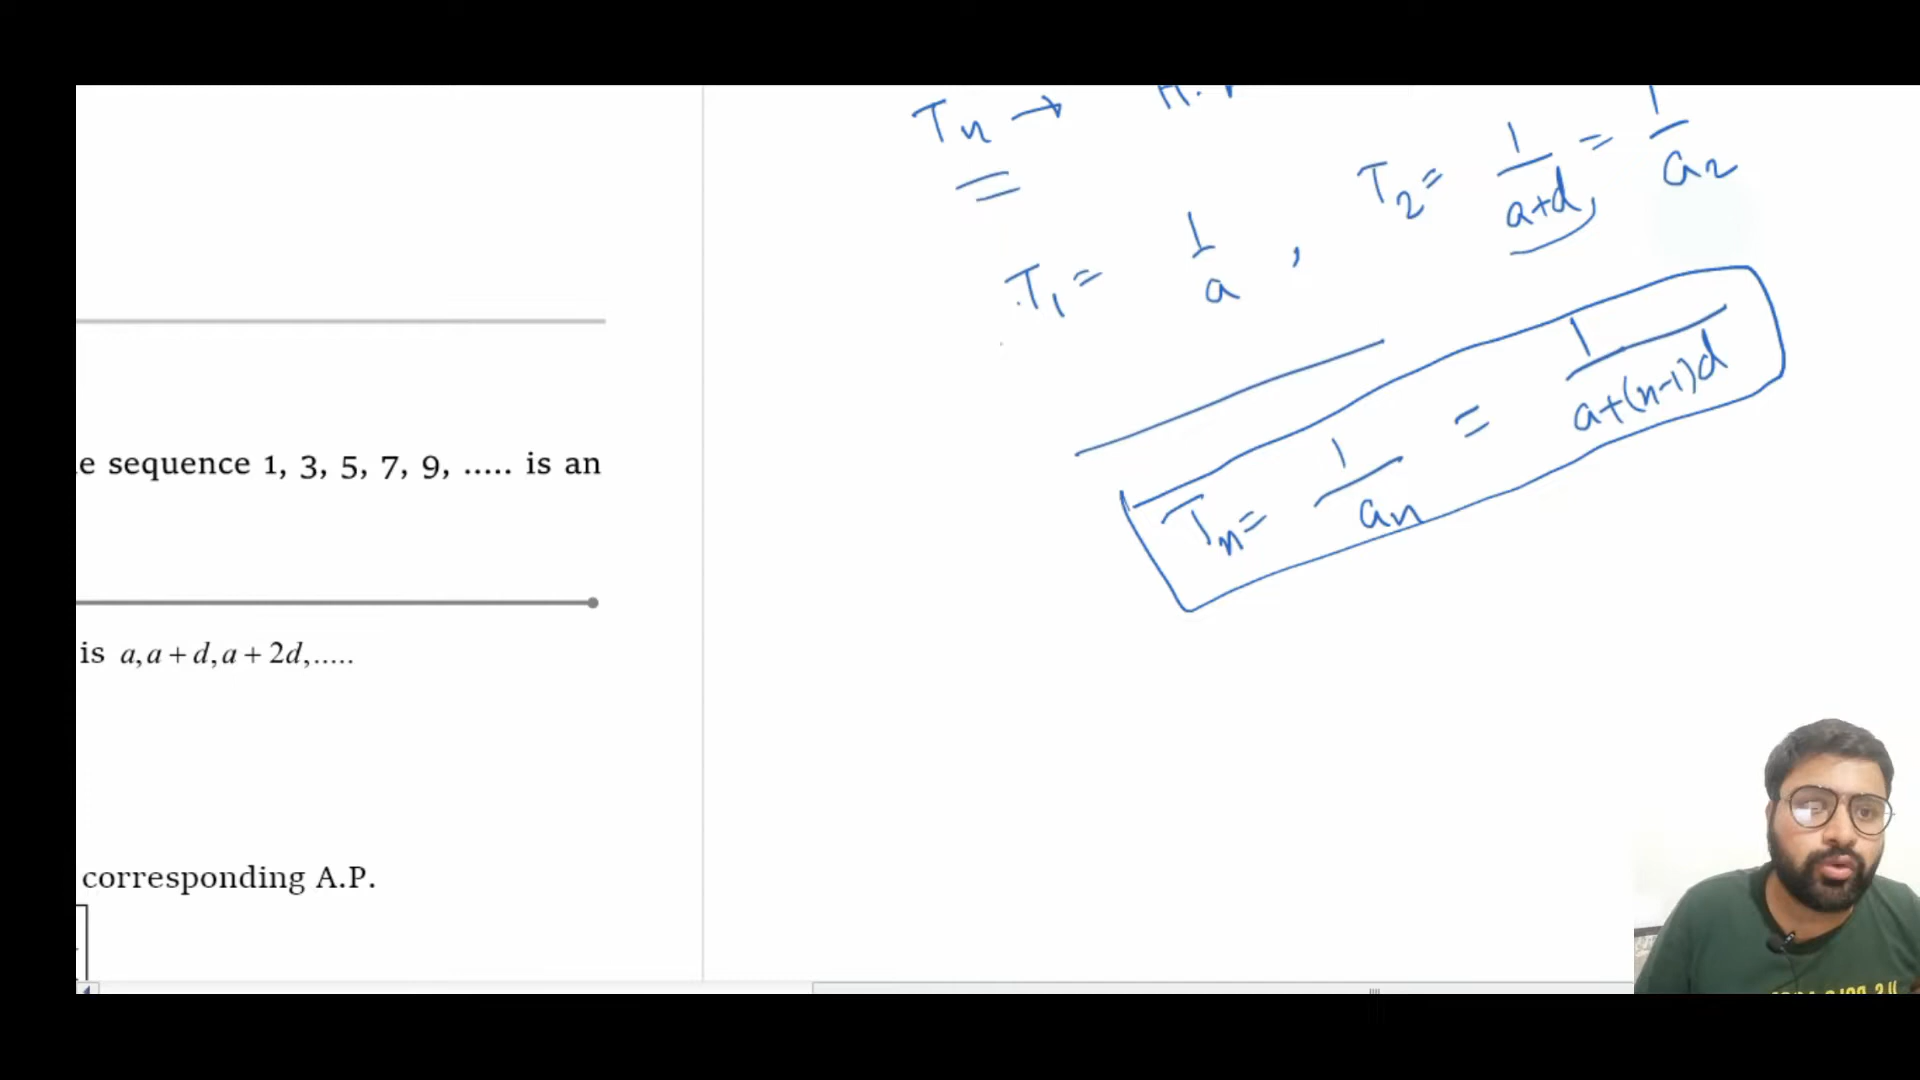 e sequence 1, 3, 5, 7, 9, ..... is an
is a, a + d, a + 2d, .....
corresponding A.P.
Tn →
T1 = 1/a , T2 = 1/(a+d) , = 1/a2
Tn = 1/an = 1/(a+(n-1)d)